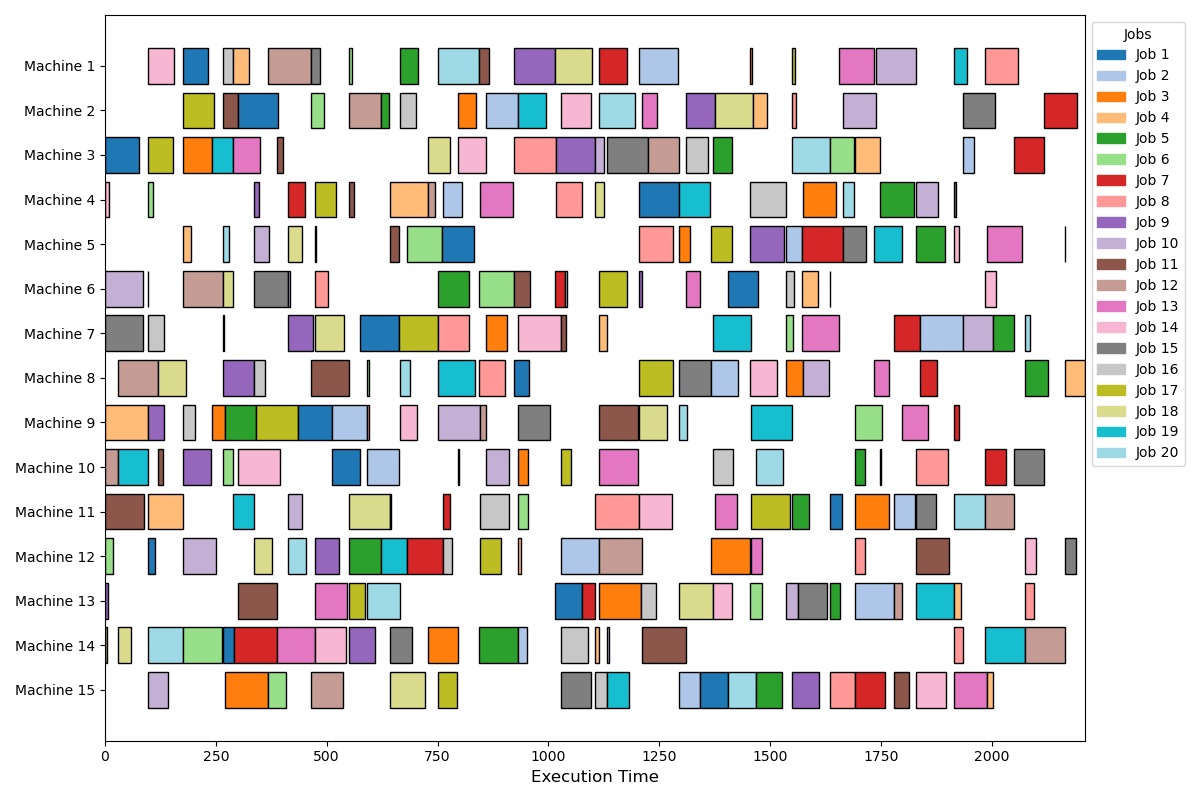 Machine 1
Machine 2
Machine 3
Machine 4
Machine 5
Machine 6
Machine 7
Machine 8
Machine 9
Machine 10
Machine 11
Machine 12
Machine 13
Machine 14
Machine 15
0 250 500 750 1000 1250 1500 1750 2000
Execution Time
Jobs
Job 1
Job 2
Job 3
Job 4
Job 5
Job 6
Job 7
Job 8
Job 9
Job 10
Job 11
Job 12
Job 13
Job 14
Job 15
Job 16
Job 17
Job 18
Job 19
Job 20